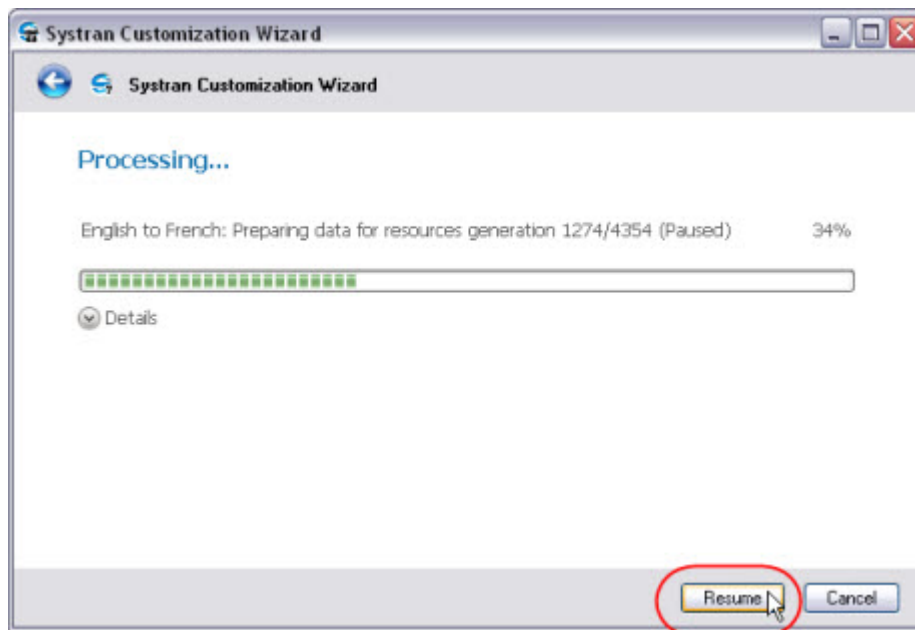 Systran Customization Wizard
Systran Customization Wizard
Processing...
English to French: Preparing data for resources generation 1274/4354 (Paused) 34%
Details
Resume Cancel